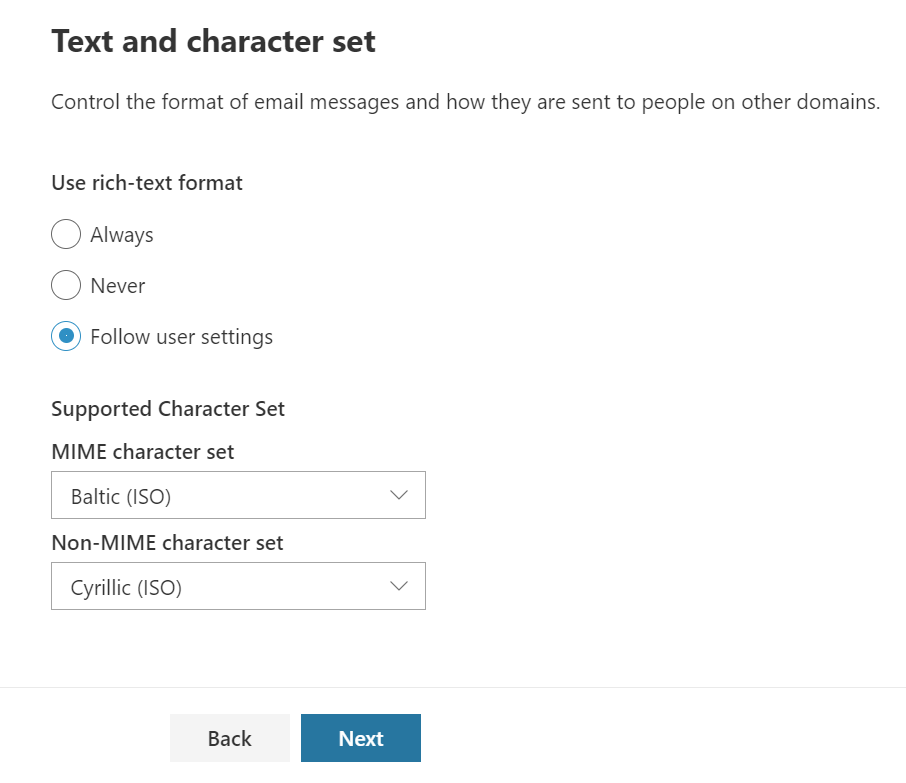 Text and character set
Control the format of email messages and how they are sent to people on other domains.
Use rich-text format
Always
Never
Follow user settings
Supported Character Set
MIME character set
Baltic (ISO)
Non-MIME character set
Cyrillic (ISO)
Back
Next